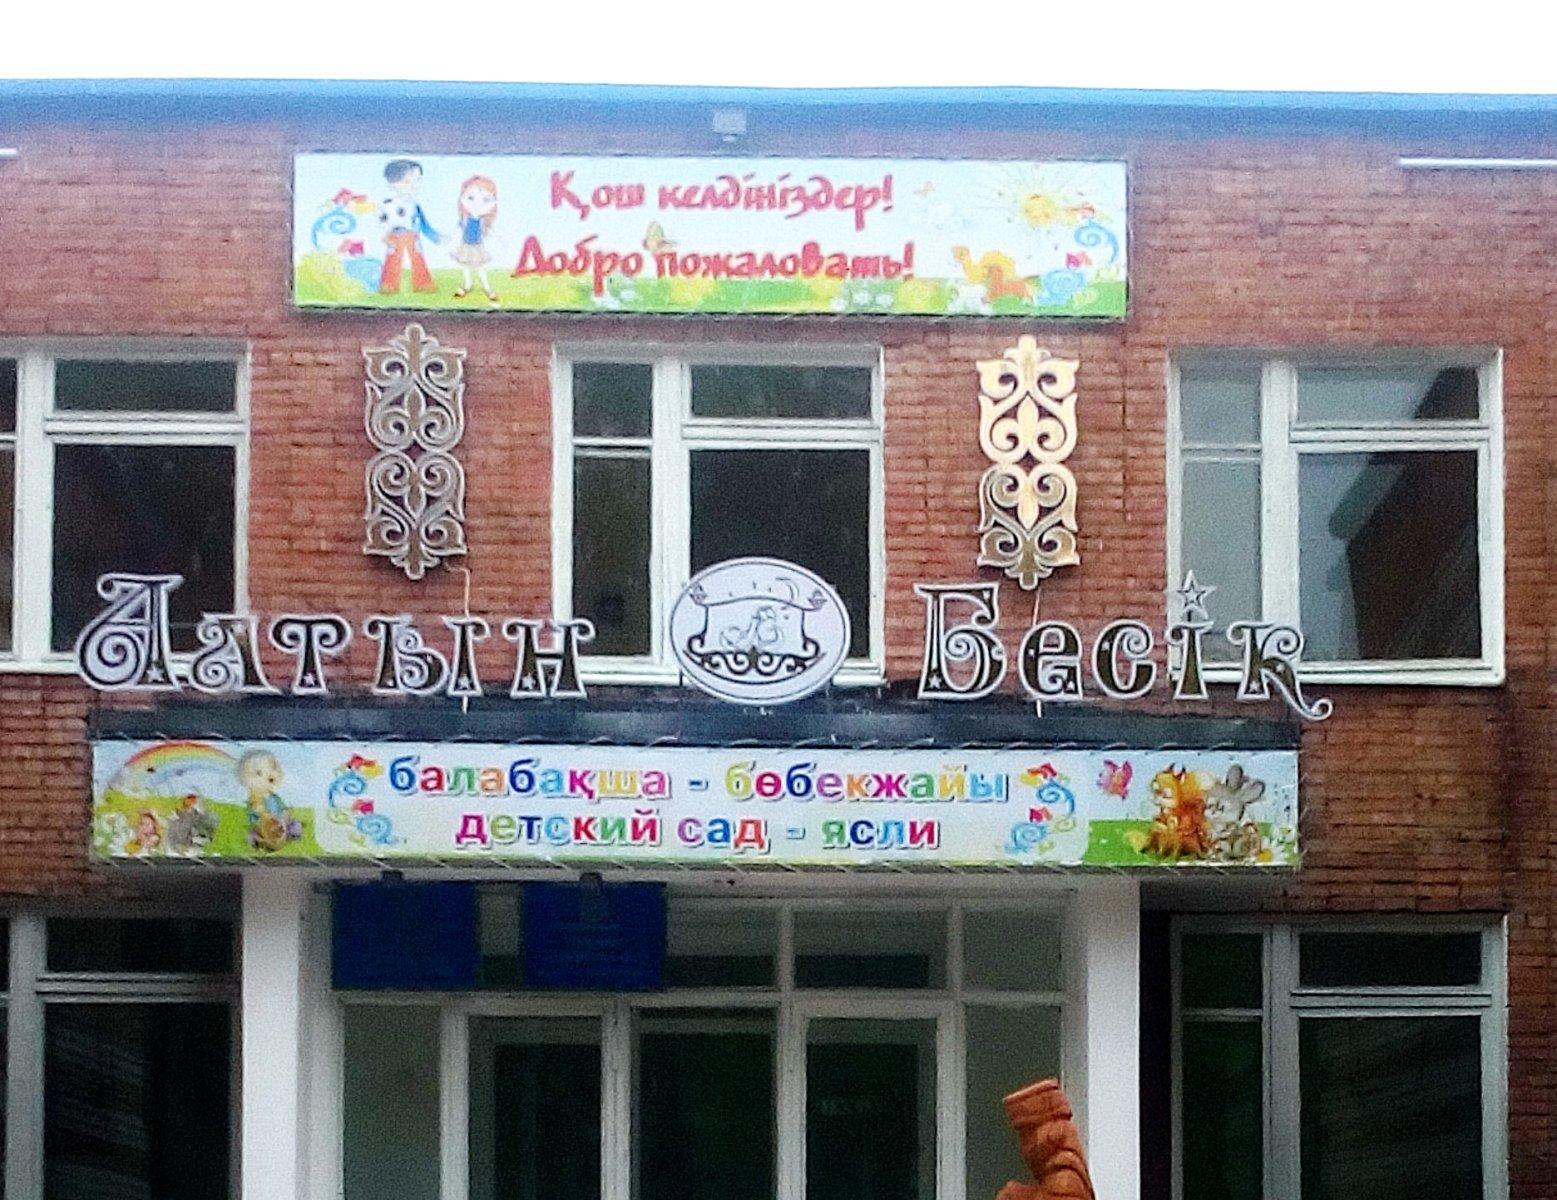 Қош келдіңіздер!
Добро пожаловать!
Алтын Бесік
балабақша - бөбекжайы
детский сад - ясли